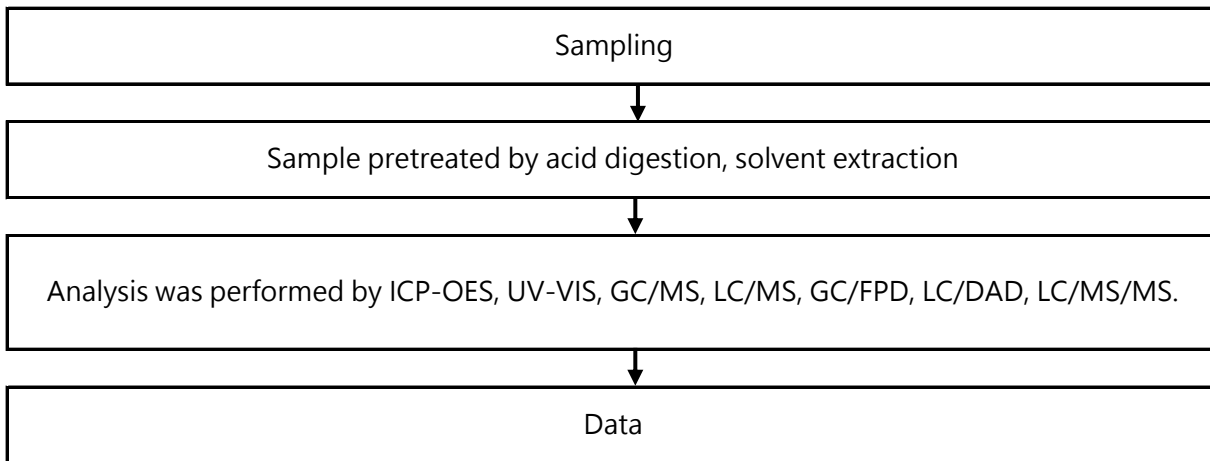 Sampling
Sample pretreated by acid digestion, solvent extraction
Analysis was performed by ICP-OES, UV-VIS, GC/MS, LC/MS, GC/FPD, LC/DAD, LC/MS/MS.
Data